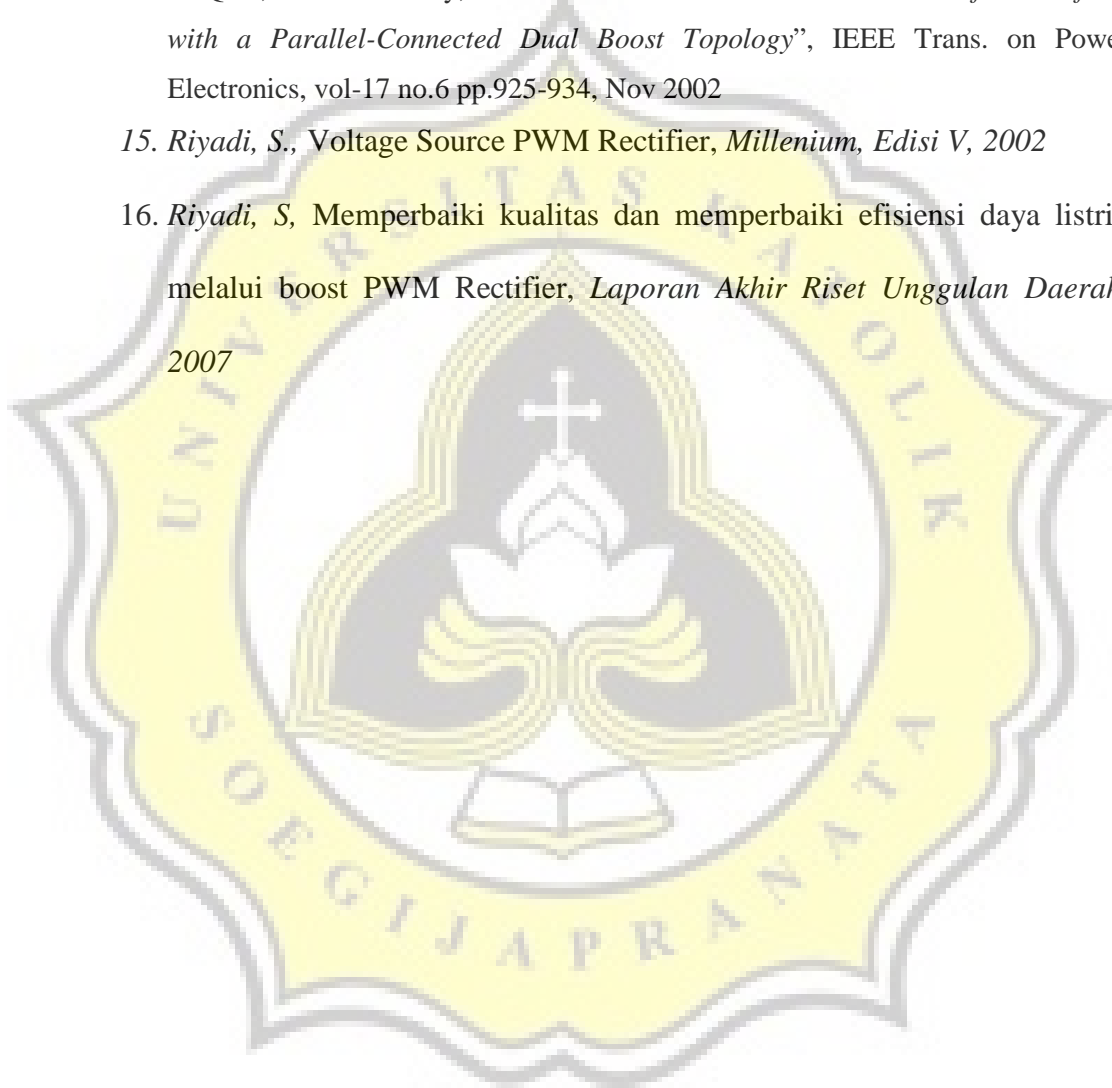 with a Parallel-Connected Dual Boost Topology”, IEEE Trans. on Powe
Electronics, vol-17 no.6 pp.925-934, Nov 2002
15. Riyadi, S., Voltage Source PWM Rectifier, Millenium, Edisi V, 2002
16. Riyadi, S, Memperbaiki kualitas dan memperbaiki efisiensi daya listri
melalui boost PWM Rectifier, Laporan Akhir Riset Unggulan Daerah
2007
UNIVERSITAS KATOLIK
SOEGIJAPRANATA